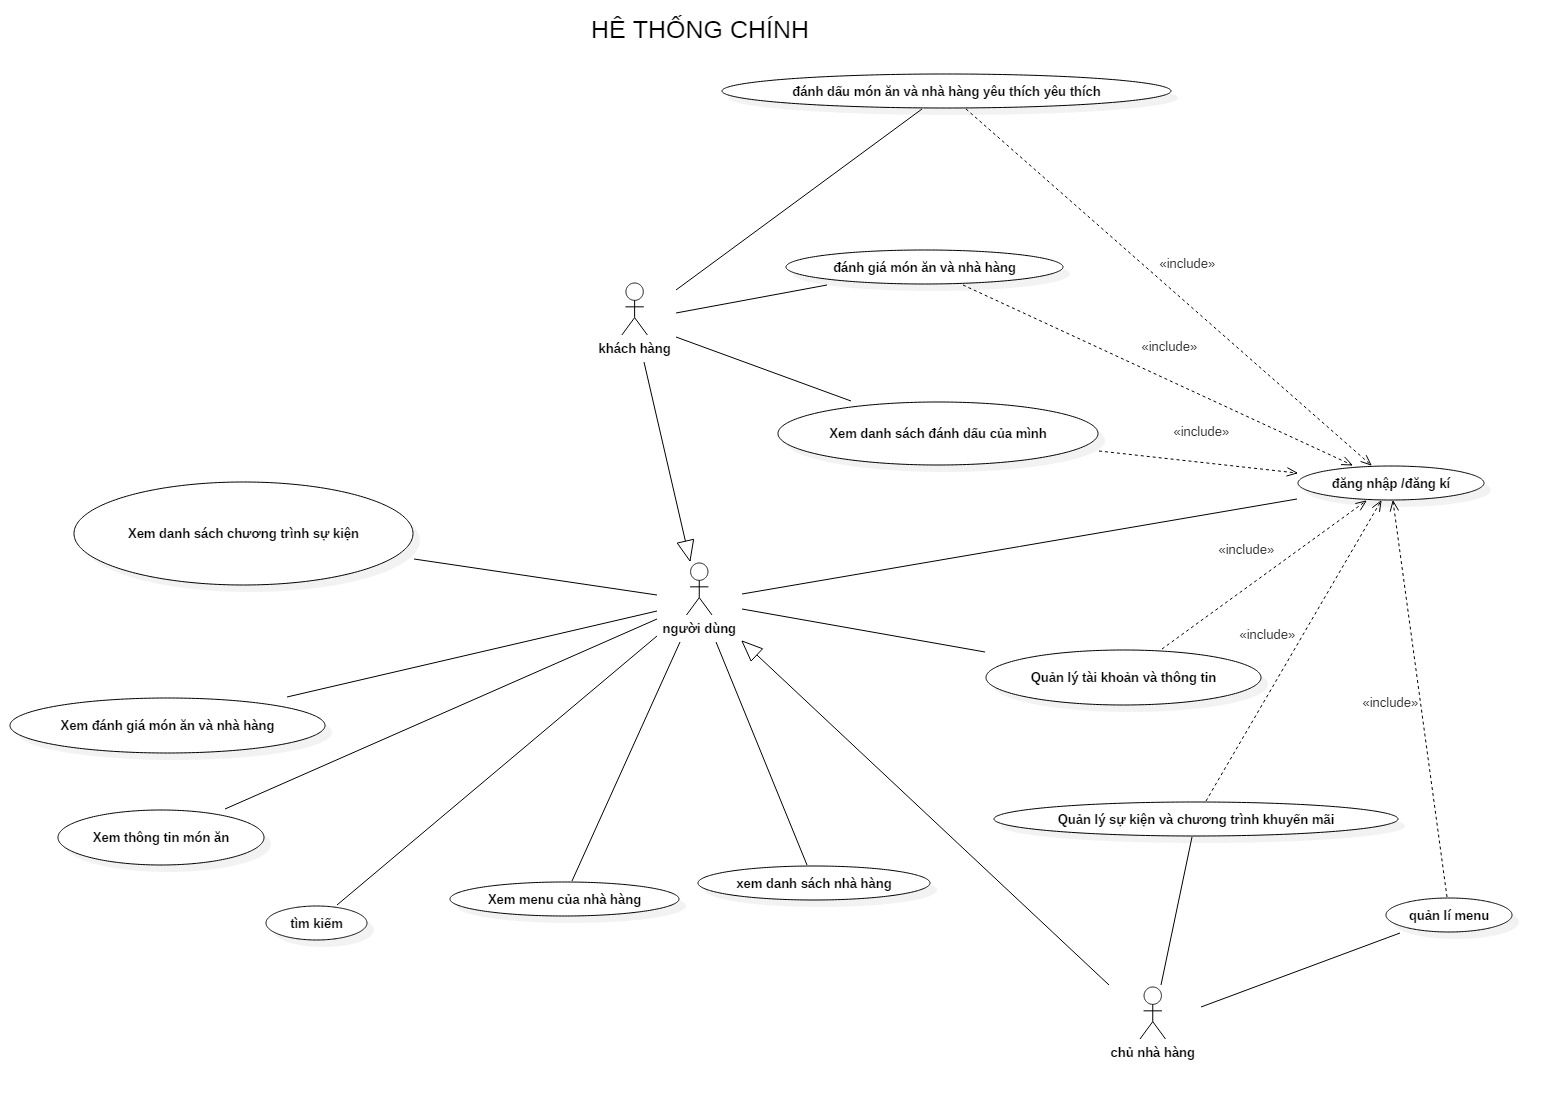 HÊ THỐNG CHÍNH
đánh dấu món ăn và nhà hàng yêu thích yêu thích
đánh giá món ăn và nhà hàng
«include»
khách hàng
«include»
Xem danh sách đánh dấu của mình
«include»
đăng nhập /đăng kí
Xem danh sách chương trình sự kiện
«include»
người dùng
«include»
Quản lý tài khoản và thông tin
«include»
Xem đánh giá món ăn và nhà hàng
Quản lý sự kiện và chương trình khuyến mãi
Xem thông tin món ăn
xem danh sách nhà hàng
Xem menu của nhà hàng
quản lí menu
tìm kiếm
chủ nhà hàng